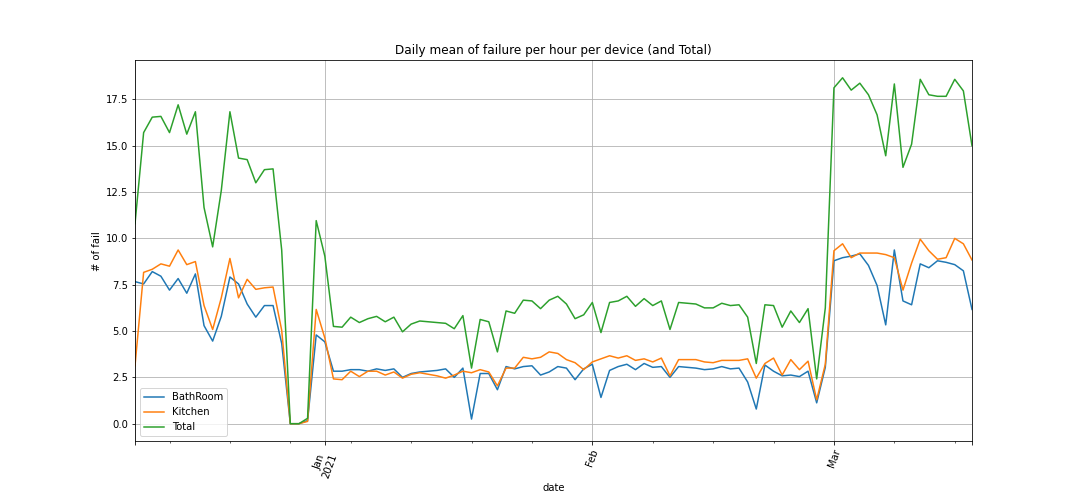 Daily mean of failure per hour per device (and Total)
17.5
15.0
12.5
10.0
7.5
5.0
2.5
0.0
# of fail
BathRoom
Kitchen
Total
Jan
2021
Feb
Mar
date